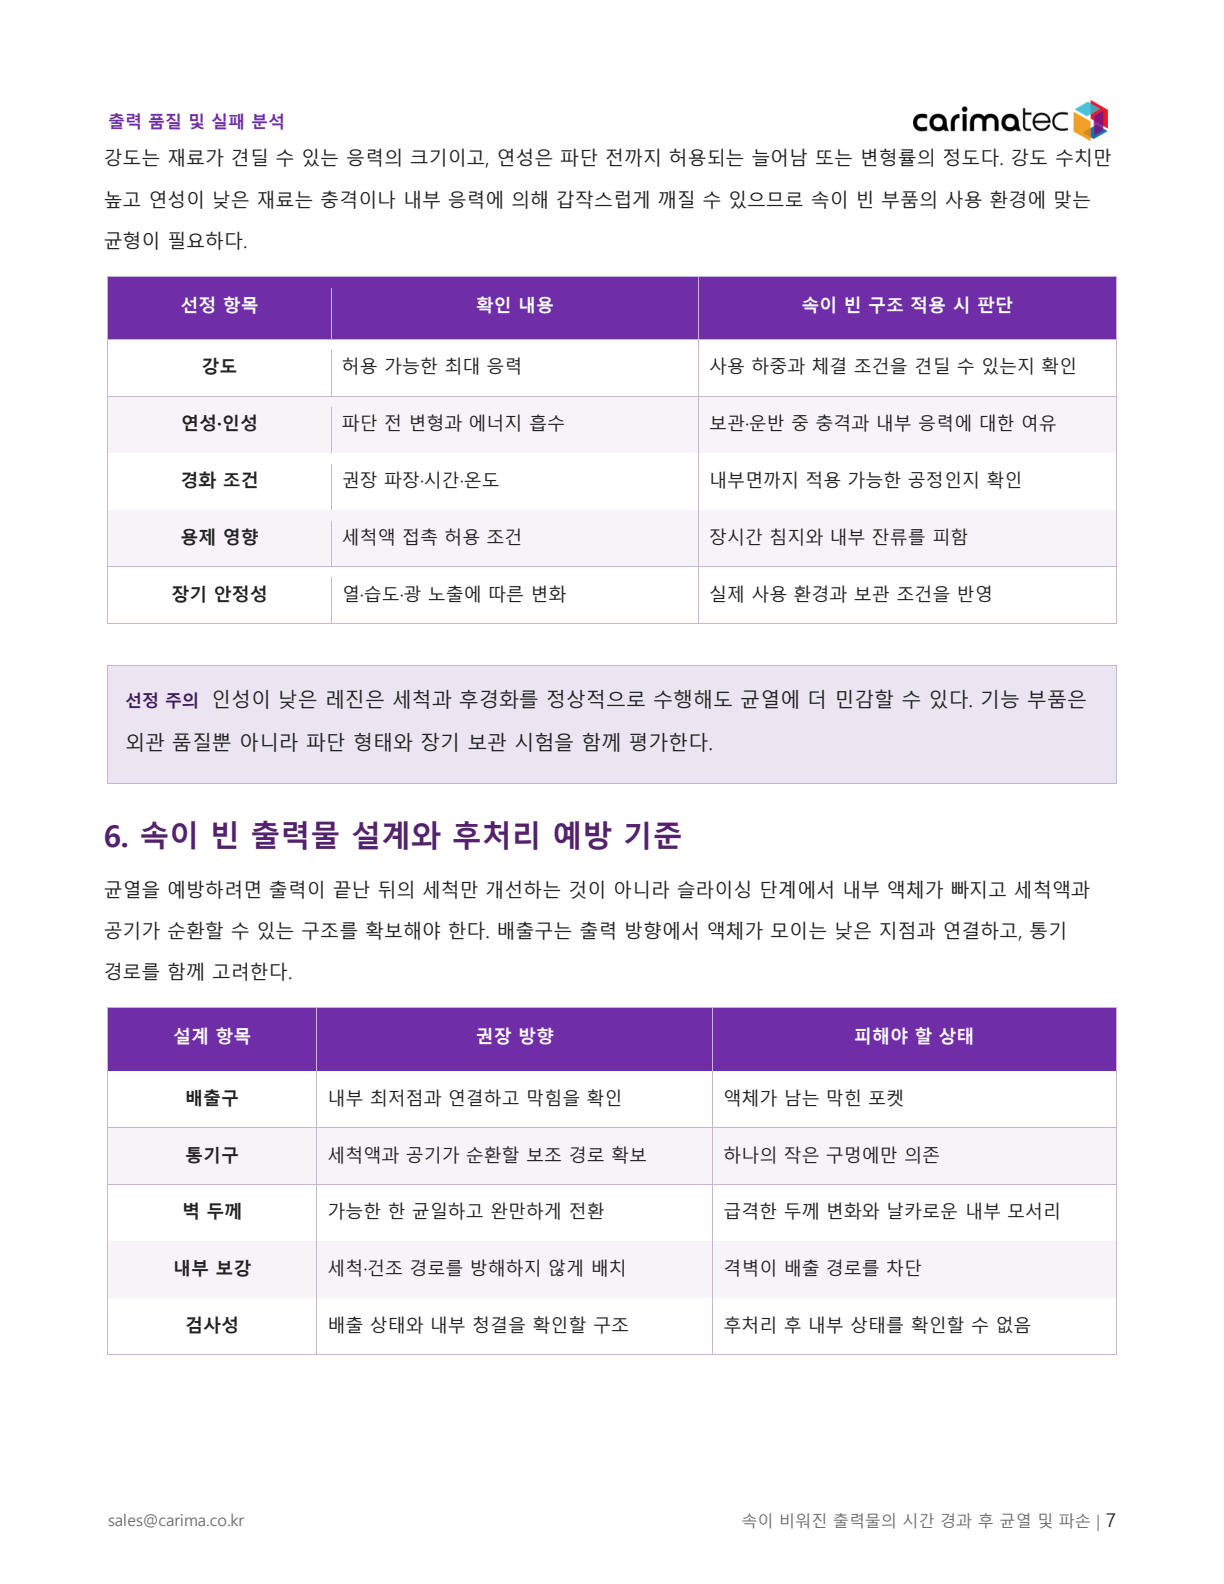 출력 품질 및 실패 분석
carimatec
강도는 재료가 견딜 수 있는 응력의 크기이고, 연성은 파단 전까지 허용되는 늘어남 또는 변형률의 정도다. 강도 수치만
높고 연성이 낮은 재료는 충격이나 내부 응력에 의해 갑작스럽게 깨질 수 있으므로 속이 빈 부품의 사용 환경에 맞는
균형이 필요하다.
선정 항목 확인 내용 속이 빈 구조 적용 시 판단
강도 허용 가능한 최대 응력 사용 하중과 체결 조건을 견딜 수 있는지 확인
연성·인성 파단 전 변형과 에너지 흡수 보관·운반 중 충격과 내부 응력에 대한 여유
경화 조건 권장 파장·시간·온도 내부면까지 적용 가능한 공정인지 확인
용제 영향 세척액 접촉 허용 조건 장시간 침지와 내부 잔류를 피함
장기 안정성 열·습도·광 노출에 따른 변화 실제 사용 환경과 보관 조건을 반영
선정 주의 인성이 낮은 레진은 세척과 후경화를 정상적으로 수행해도 균열에 더 민감할 수 있다. 기능 부품은
외관 품질뿐 아니라 파단 형태와 장기 보관 시험을 함께 평가한다.
6. 속이 빈 출력물 설계와 후처리 예방 기준
균열을 예방하려면 출력이 끝난 뒤의 세척만 개선하는 것이 아니라 슬라이싱 단계에서 내부 액체가 빠지고 세척액과
공기가 순환할 수 있는 구조를 확보해야 한다. 배출구는 출력 방향에서 액체가 모이는 낮은 지점과 연결하고, 통기
경로를 함께 고려한다.
설계 항목 권장 방향 피해야 할 상태
배출구 내부 최저점과 연결하고 막힘을 확인 액체가 남는 막힌 포켓
통기구 세척액과 공기가 순환할 보조 경로 확보 하나의 작은 구멍에만 의존
벽 두께 가능한 한 균일하고 완만하게 전환 급격한 두께 변화와 날카로운 내부 모서리
내부 보강 세척·건조 경로를 방해하지 않게 배치 격벽이 배출 경로를 차단
검사성 배출 상태와 내부 청결을 확인할 구조 후처리 후 내부 상태를 확인할 수 없음
sales@carima.co.kr
속이 비워진 출력물의 시간 경과 후 균열 및 파손 | 7